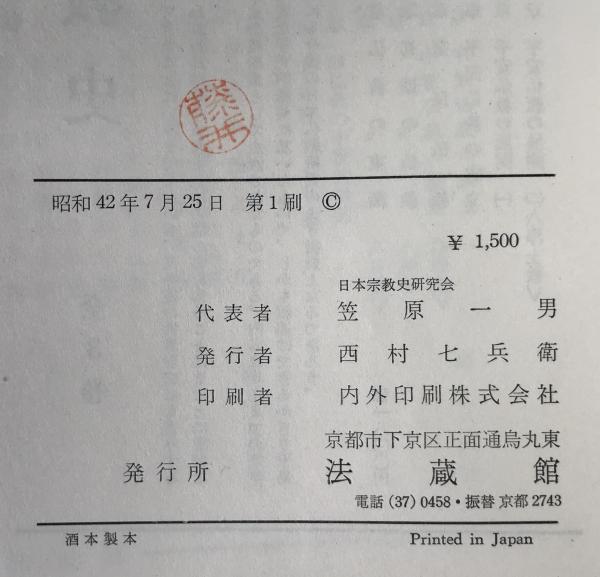 昭和42年7月25日 第1刷 ©
¥ 1,500
日本宗教史研究会
代表者 笠原一男
発行者 西村七兵衛
印刷者 内外印刷株式会社
京都市下京区正面通烏丸東
発行所 法蔵館
電話(37)0458・振替京都2743
酒本製本 Printed in Japan